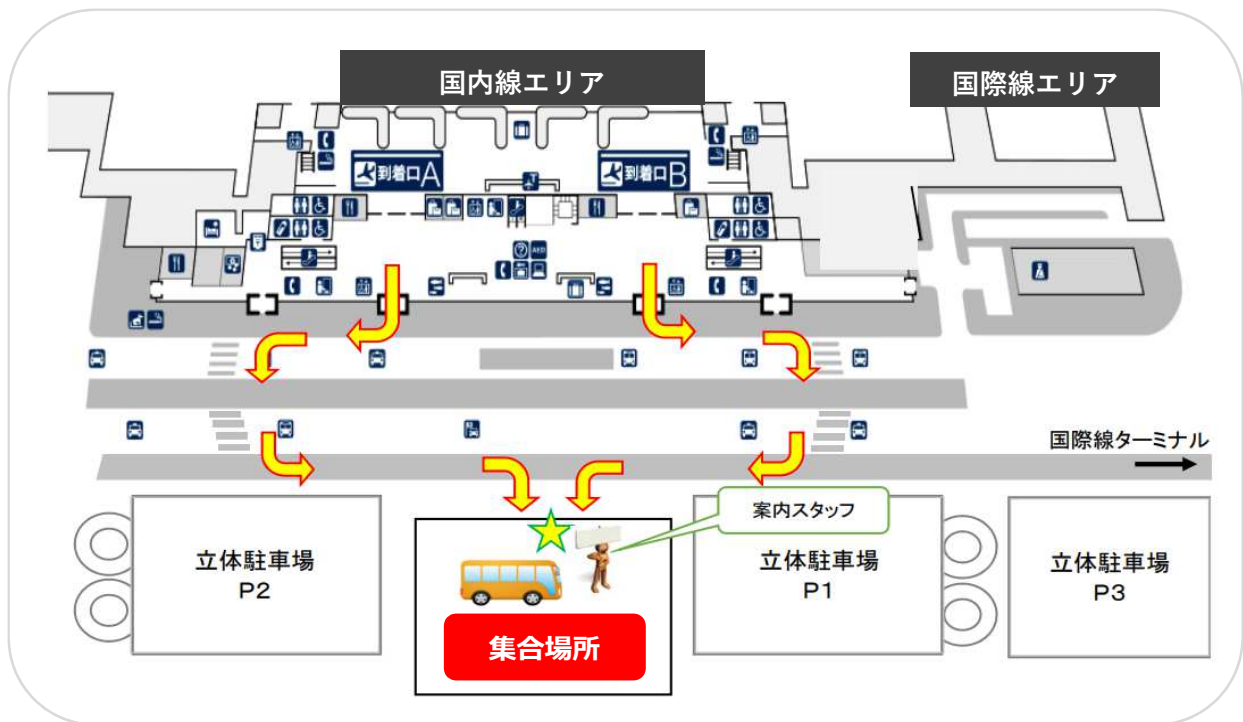 国内線エリア
国際線エリア
到着口A
到着口B
AED
国際線ターミナル
案内スタッフ
立体駐車場
P2
立体駐車場
P1
立体駐車場
P3
集合場所